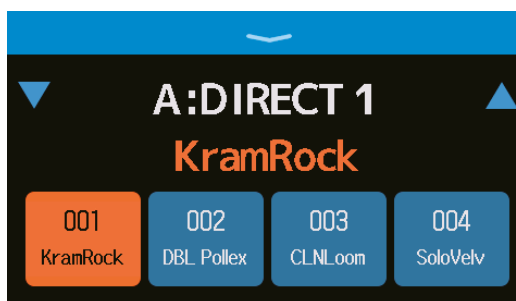 A:DIRECT 1
KramRock
001 002 003 004
KramRock DBL Pollex CLNLoom SoloVelv